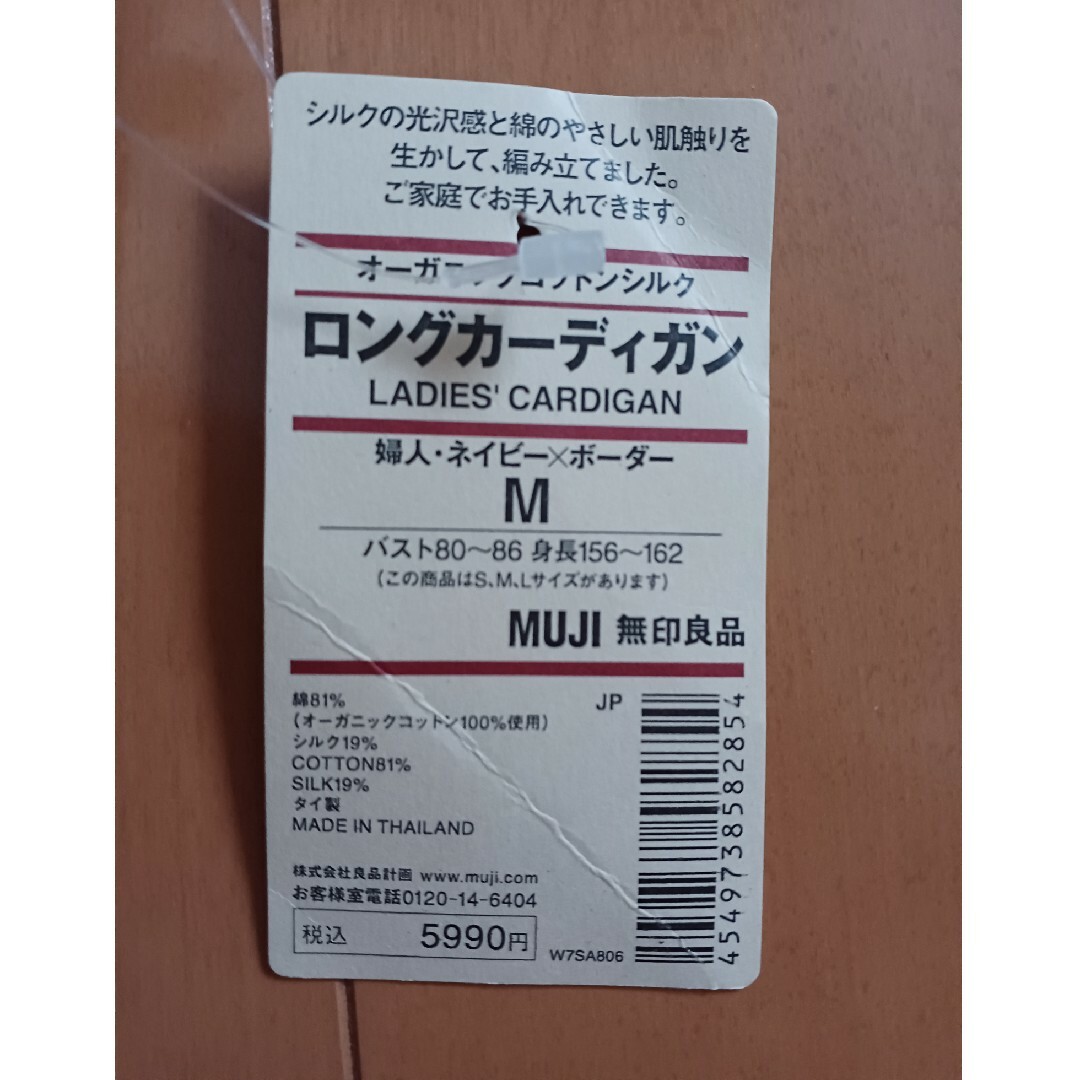 シルクの光沢感と綿のやさしい肌触りを
生かして、編み立てました。
ご家庭でお手入れできます。
オーガニックコットンシルク
ロングカーディガン
LADIES' CARDIGAN
婦人・ネイビー×ボーダー
M
バスト80〜86 身長156〜162
(この商品はS、M、Lサイズがあります)
MUJI 無印良品
綿81%
(オーガニックコットン100%使用)
シルク19%
COTTON81%
SILK19%
タイ製
MADE IN THAILAND
株式会社良品計画 www.muji.com
お客様室電話0120-14-6404
税込 5990円
JP
4549738582854
W7SA806